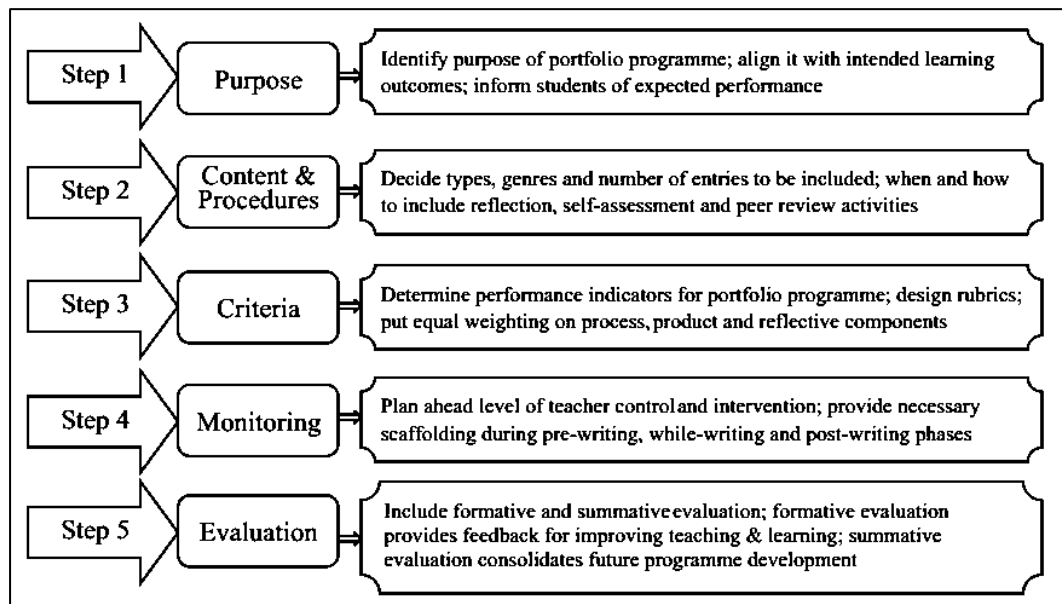 Step 1
Purpose
Identify purpose of portfolio programme; align it with intended learning
outcomes; inform students of expected performance
Step 2
Content &
Procedures
Decide types, genres and number of entries to be included; when and how
to include reflection, self-assessment and peer review activities
Step 3
Criteria
Determine performance indicators for portfolio programme; design rubrics;
put equal weighting on process, product and reflective components
Step 4
Monitoring
Plan ahead level of teacher control and intervention; provide necessary
scaffolding during pre-writing, while-writing and post-writing phases
Step 5
Evaluation
Include formative and summative evaluation; formative evaluation
provides feedback for improving teaching & learning; summative
evaluation consolidates future programme development